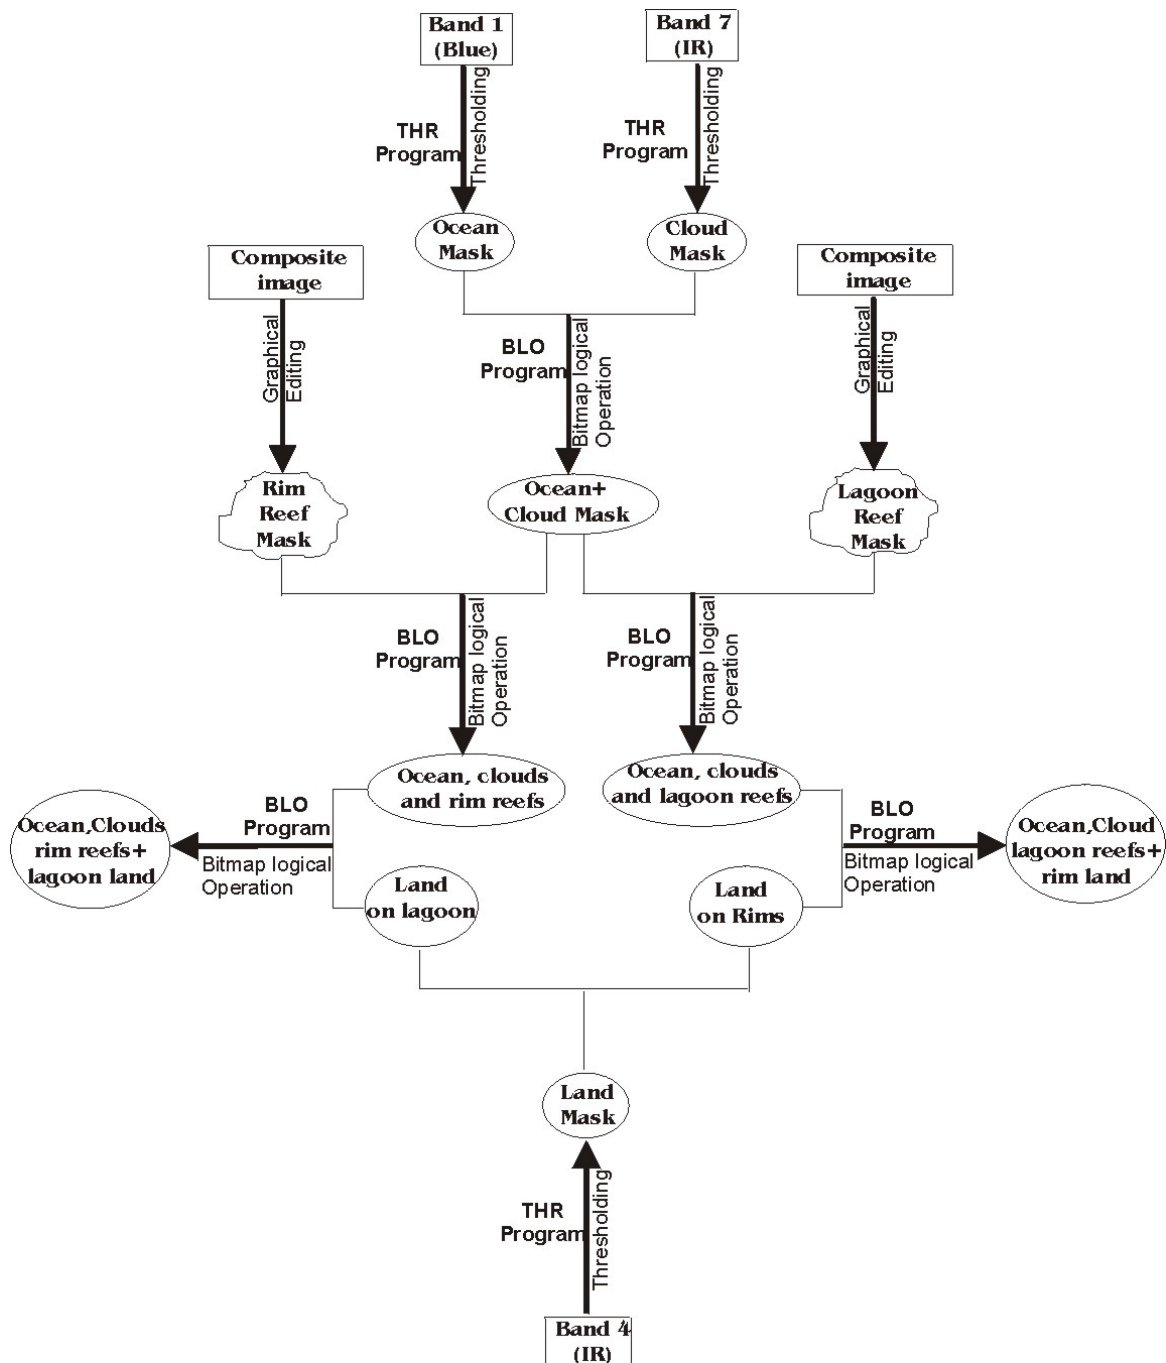 Band 1
(Blue)
Band 7
(IR)
THR
Program
Thresholding
THR
Program
Thresholding
Ocean
Mask
Cloud
Mask
Composite
image
Composite
image
Graphical
Editing
BLO
Program
Bitmap logical
Operation
Graphical
Editing
Rim
Reef
Mask
Ocean+
Cloud Mask
Lagoon
Reef
Mask
BLO
Program
Bitmap logical
Operation
BLO
Program
Bitmap logical
Operation
Ocean, clouds
and rim reefs
Ocean, clouds
and lagoon reefs
Ocean,Clouds
rim reefs+
lagoon land
BLO
Program
Bitmap logical
Operation
BLO
Program
Bitmap logical
Operation
Ocean,Cloud
lagoon reefs+
rim land
Land
on lagoon
Land
on Rims
Land
Mask
THR
Program
Thresholding
Band 4
(IR)